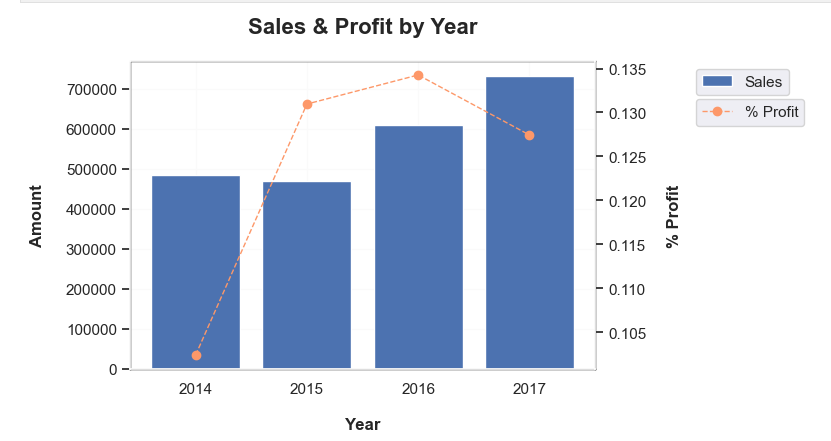 Sales & Profit by Year
Amount
700000
600000
500000
400000
300000
200000
100000
0
2014 2015 2016 2017
Year
0.135
0.130
0.125
0.120
0.115
0.110
0.105
% Profit
Sales
% Profit